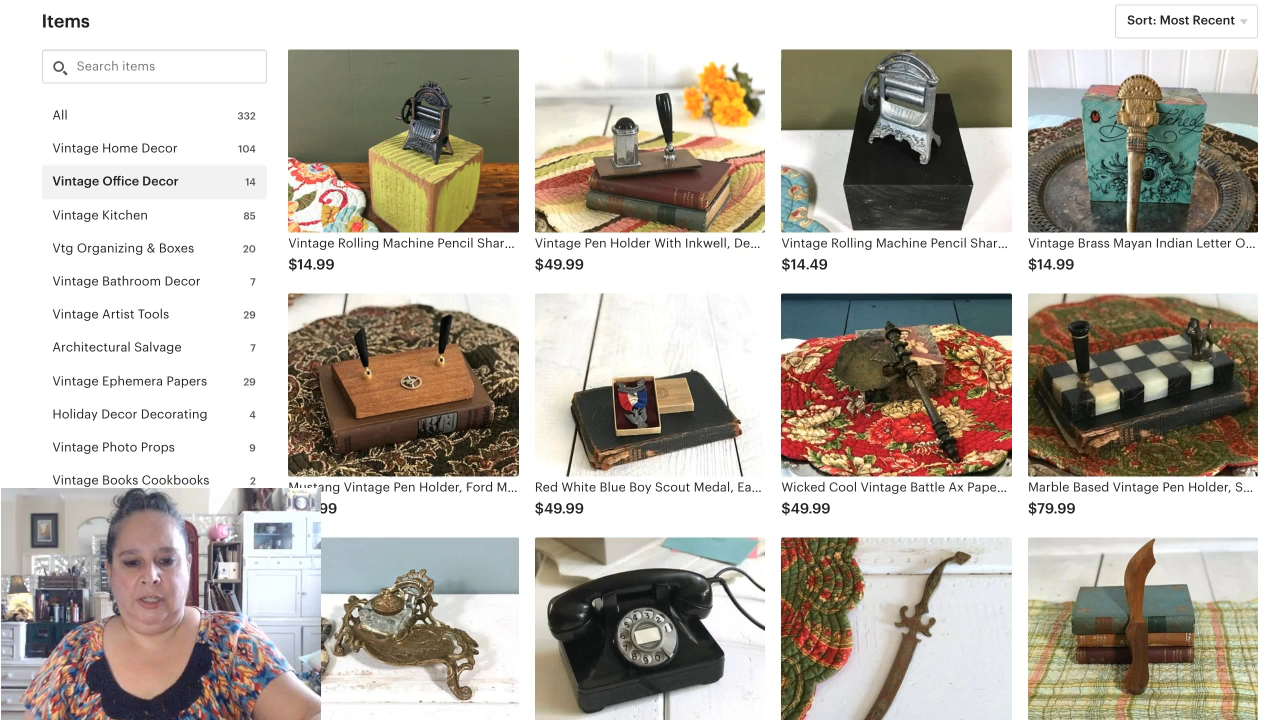 Items
Sort: Most Recent
Search items
All 332
Vintage Home Decor 104
Vintage Office Decor 14
Vintage Kitchen 85
Vtg Organizing & Boxes 20
Vintage Bathroom Decor 7
Vintage Artist Tools 29
Architectural Salvage 7
Vintage Ephemera Papers 29
Holiday Decor Decorating 4
Vintage Photo Props 9
Vintage Books Cookbooks 2
Vintage Rolling Machine Pencil Shar...
$14.99
Vintage Pen Holder With Inkwell, De...
$49.99
Vintage Rolling Machine Pencil Shar...
$14.49
Vintage Brass Mayan Indian Letter O...
$14.99
Mustang Vintage Pen Holder, Ford M...
99
Red White Blue Boy Scout Medal, Ea...
$49.99
Wicked Cool Vintage Battle Ax Pape...
$49.99
Marble Based Vintage Pen Holder, S...
$79.99